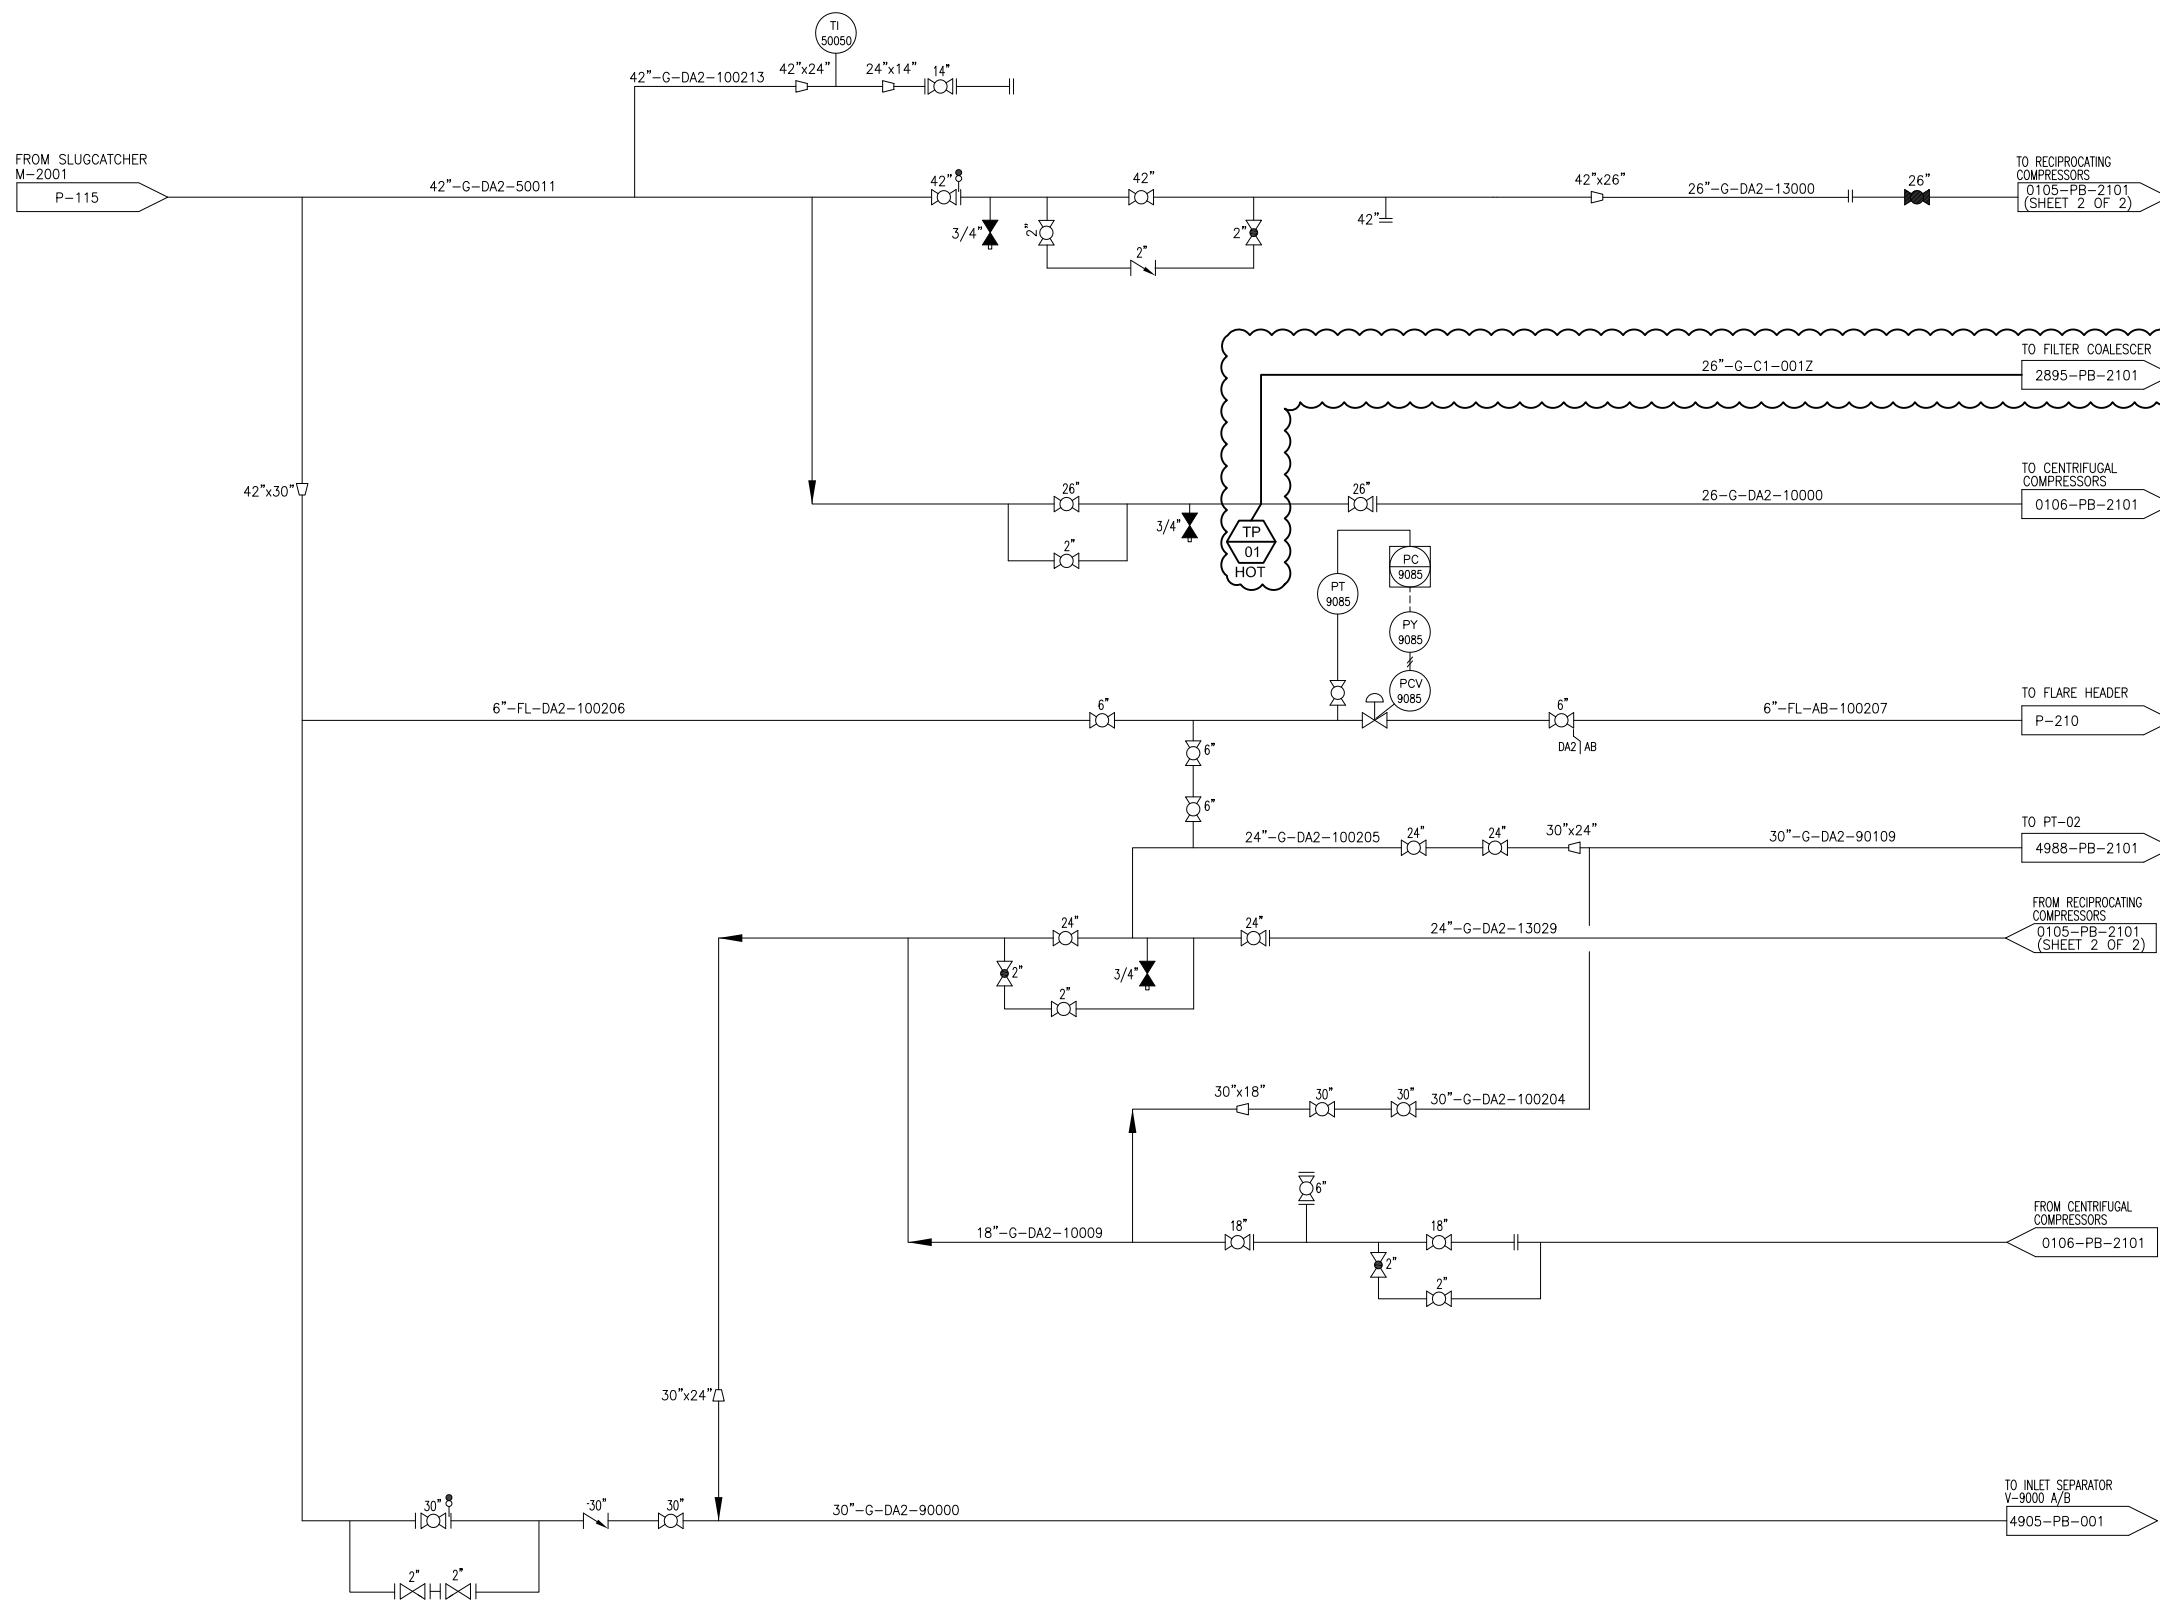 TI
50050
42"x24"
24"x14"
14"
42"-G-DA2-100213
FROM SLUGCATCHER
M-2001
P-115
42"-G-DA2-50011
42"
42"
42"x26"
26"-G-DA2-13000
26"
TO RECIPROCATING
COMPRESSORS
0105-PB-2101
(SHEET 2 OF 2)
3/4"
2"
2"
2"
42"
26"-G-C1-001Z
TO FILTER COALESCER
2895-PB-2101
42"x30"
26"
2"
3/4"
TP
01
HOT
26"
26-G-DA2-10000
TO CENTRIFUGAL
COMPRESSORS
0106-PB-2101
PT
9085
PC
9085
PY
9085
PCV
9085
6"-FL-DA2-100206
6"
6"
DA2
AB
6"-FL-AB-100207
TO FLARE HEADER
P-210
6"
6"
24"-G-DA2-100205
24"
24"
30"x24"
30"-G-DA2-90109
TO PT-02
4988-PB-2101
24"
24"
24"-G-DA2-13029
FROM RECIPROCATING
COMPRESSORS
0105-PB-2101
(SHEET 2 OF 2)
2"
3/4"
2"
30"x18"
30"
30"
30"-G-DA2-100204
6"
18"-G-DA2-10009
18"
18"
2"
2"
FROM CENTRIFUGAL
COMPRESSORS
0106-PB-2101
30"x24"
30"
-30"
30"
30"-G-DA2-90000
TO INLET SEPARATOR
V-9000 A/B
4905-PB-001
2"
2"